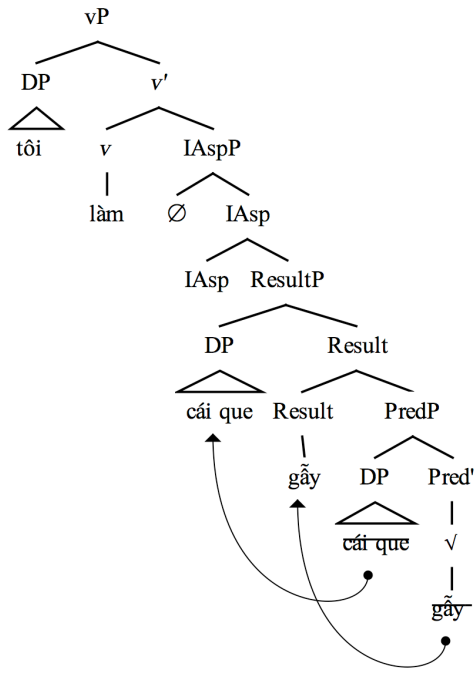 vP
DP v'
tôi v IAspP
làm ∅ IAsp
IAsp ResultP
DP Result
cái que Result PredP
gẫy DP Pred'
cái que √
gẫy